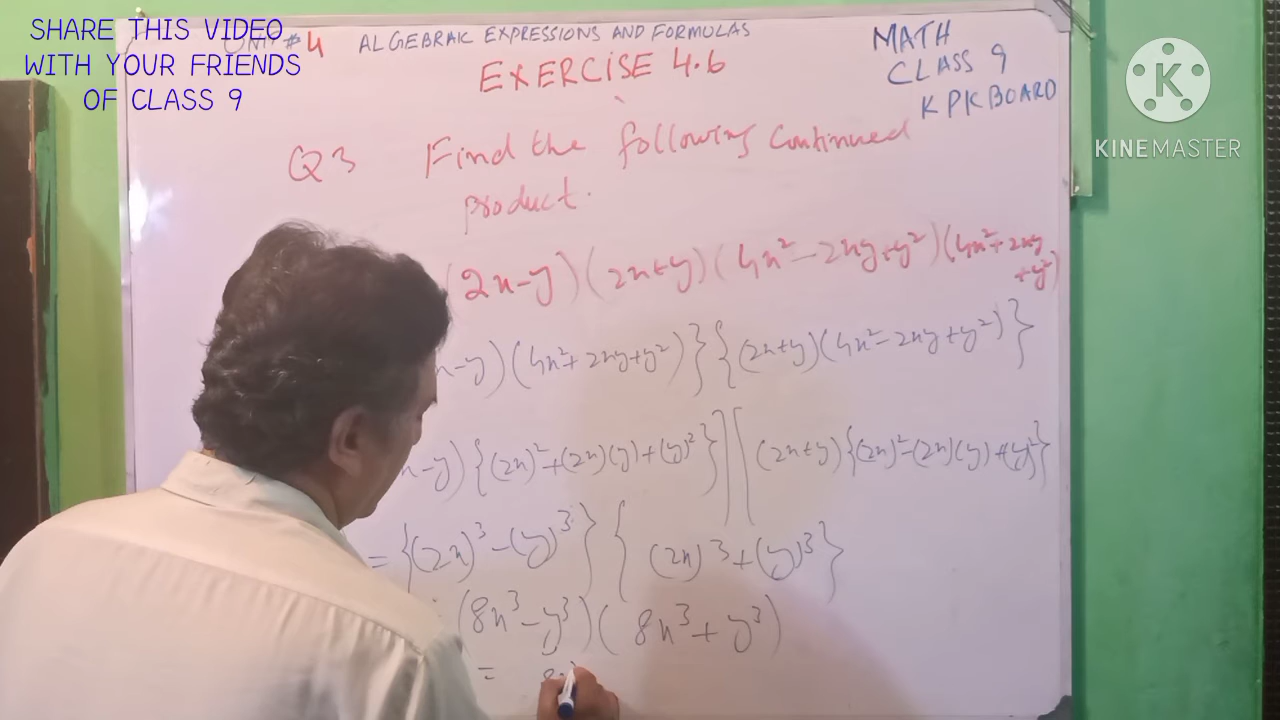 SHARE THIS VIDEO
WITH YOUR FRIENDS
OF CLASS 9
UNIT # 4 ALGEBRAIC EXPRESSIONS AND FORMULAS
EXERCISE 4.6
MATH
CLASS 9
KPK BOARD
K
KINEMASTER
Q3 Find the following continued
product.
(2x-y)(2x+y)(4x²-2xy+y²)(4x²+2xy
+y²)
-y)(4x²+2xy+y²)}{(2x+y)(4x²-2xy+y²)}
-y){(2x)²+(2x)(y)+(y)²}][(2x+y){(2x)²-(2x)(y)+(y)²}
= {(2x)³-(y)³}{(2x)³+(y)³}
(8x³-y³)(8x³+y³)
= 8